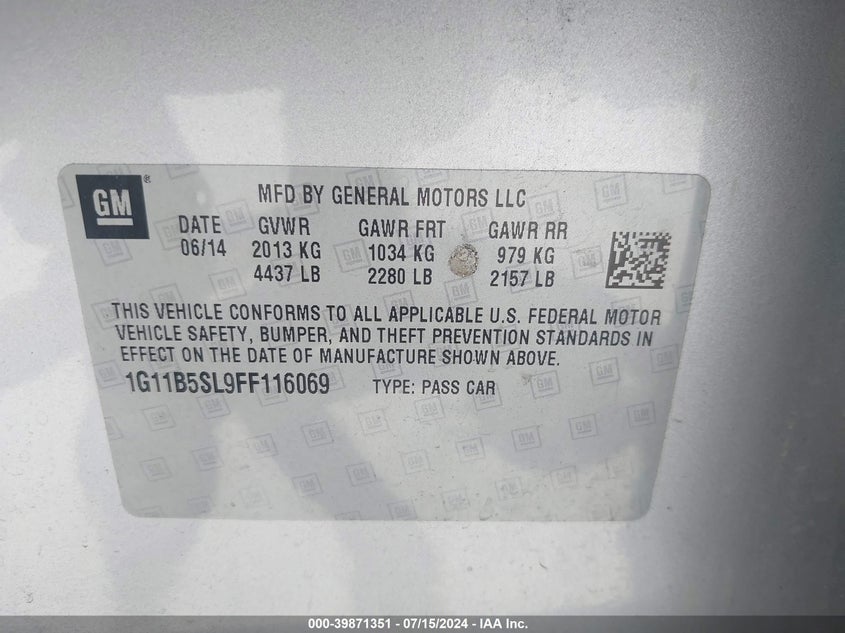 GM ®
MFD BY GENERAL MOTORS LLC
DATE GVWR GAWR FRT GAWR RR
06/14 2013 KG 1034 KG 979 KG
4437 LB 2280 LB 2157 LB
THIS VEHICLE CONFORMS TO ALL APPLICABLE U.S. FEDERAL MOTOR
VEHICLE SAFETY, BUMPER, AND THEFT PREVENTION STANDARDS IN
EFFECT ON THE DATE OF MANUFACTURE SHOWN ABOVE.
1G11B5SL9FF116069 TYPE: PASS CAR
000-39871351 - 07/15/2024 - IAA Inc.